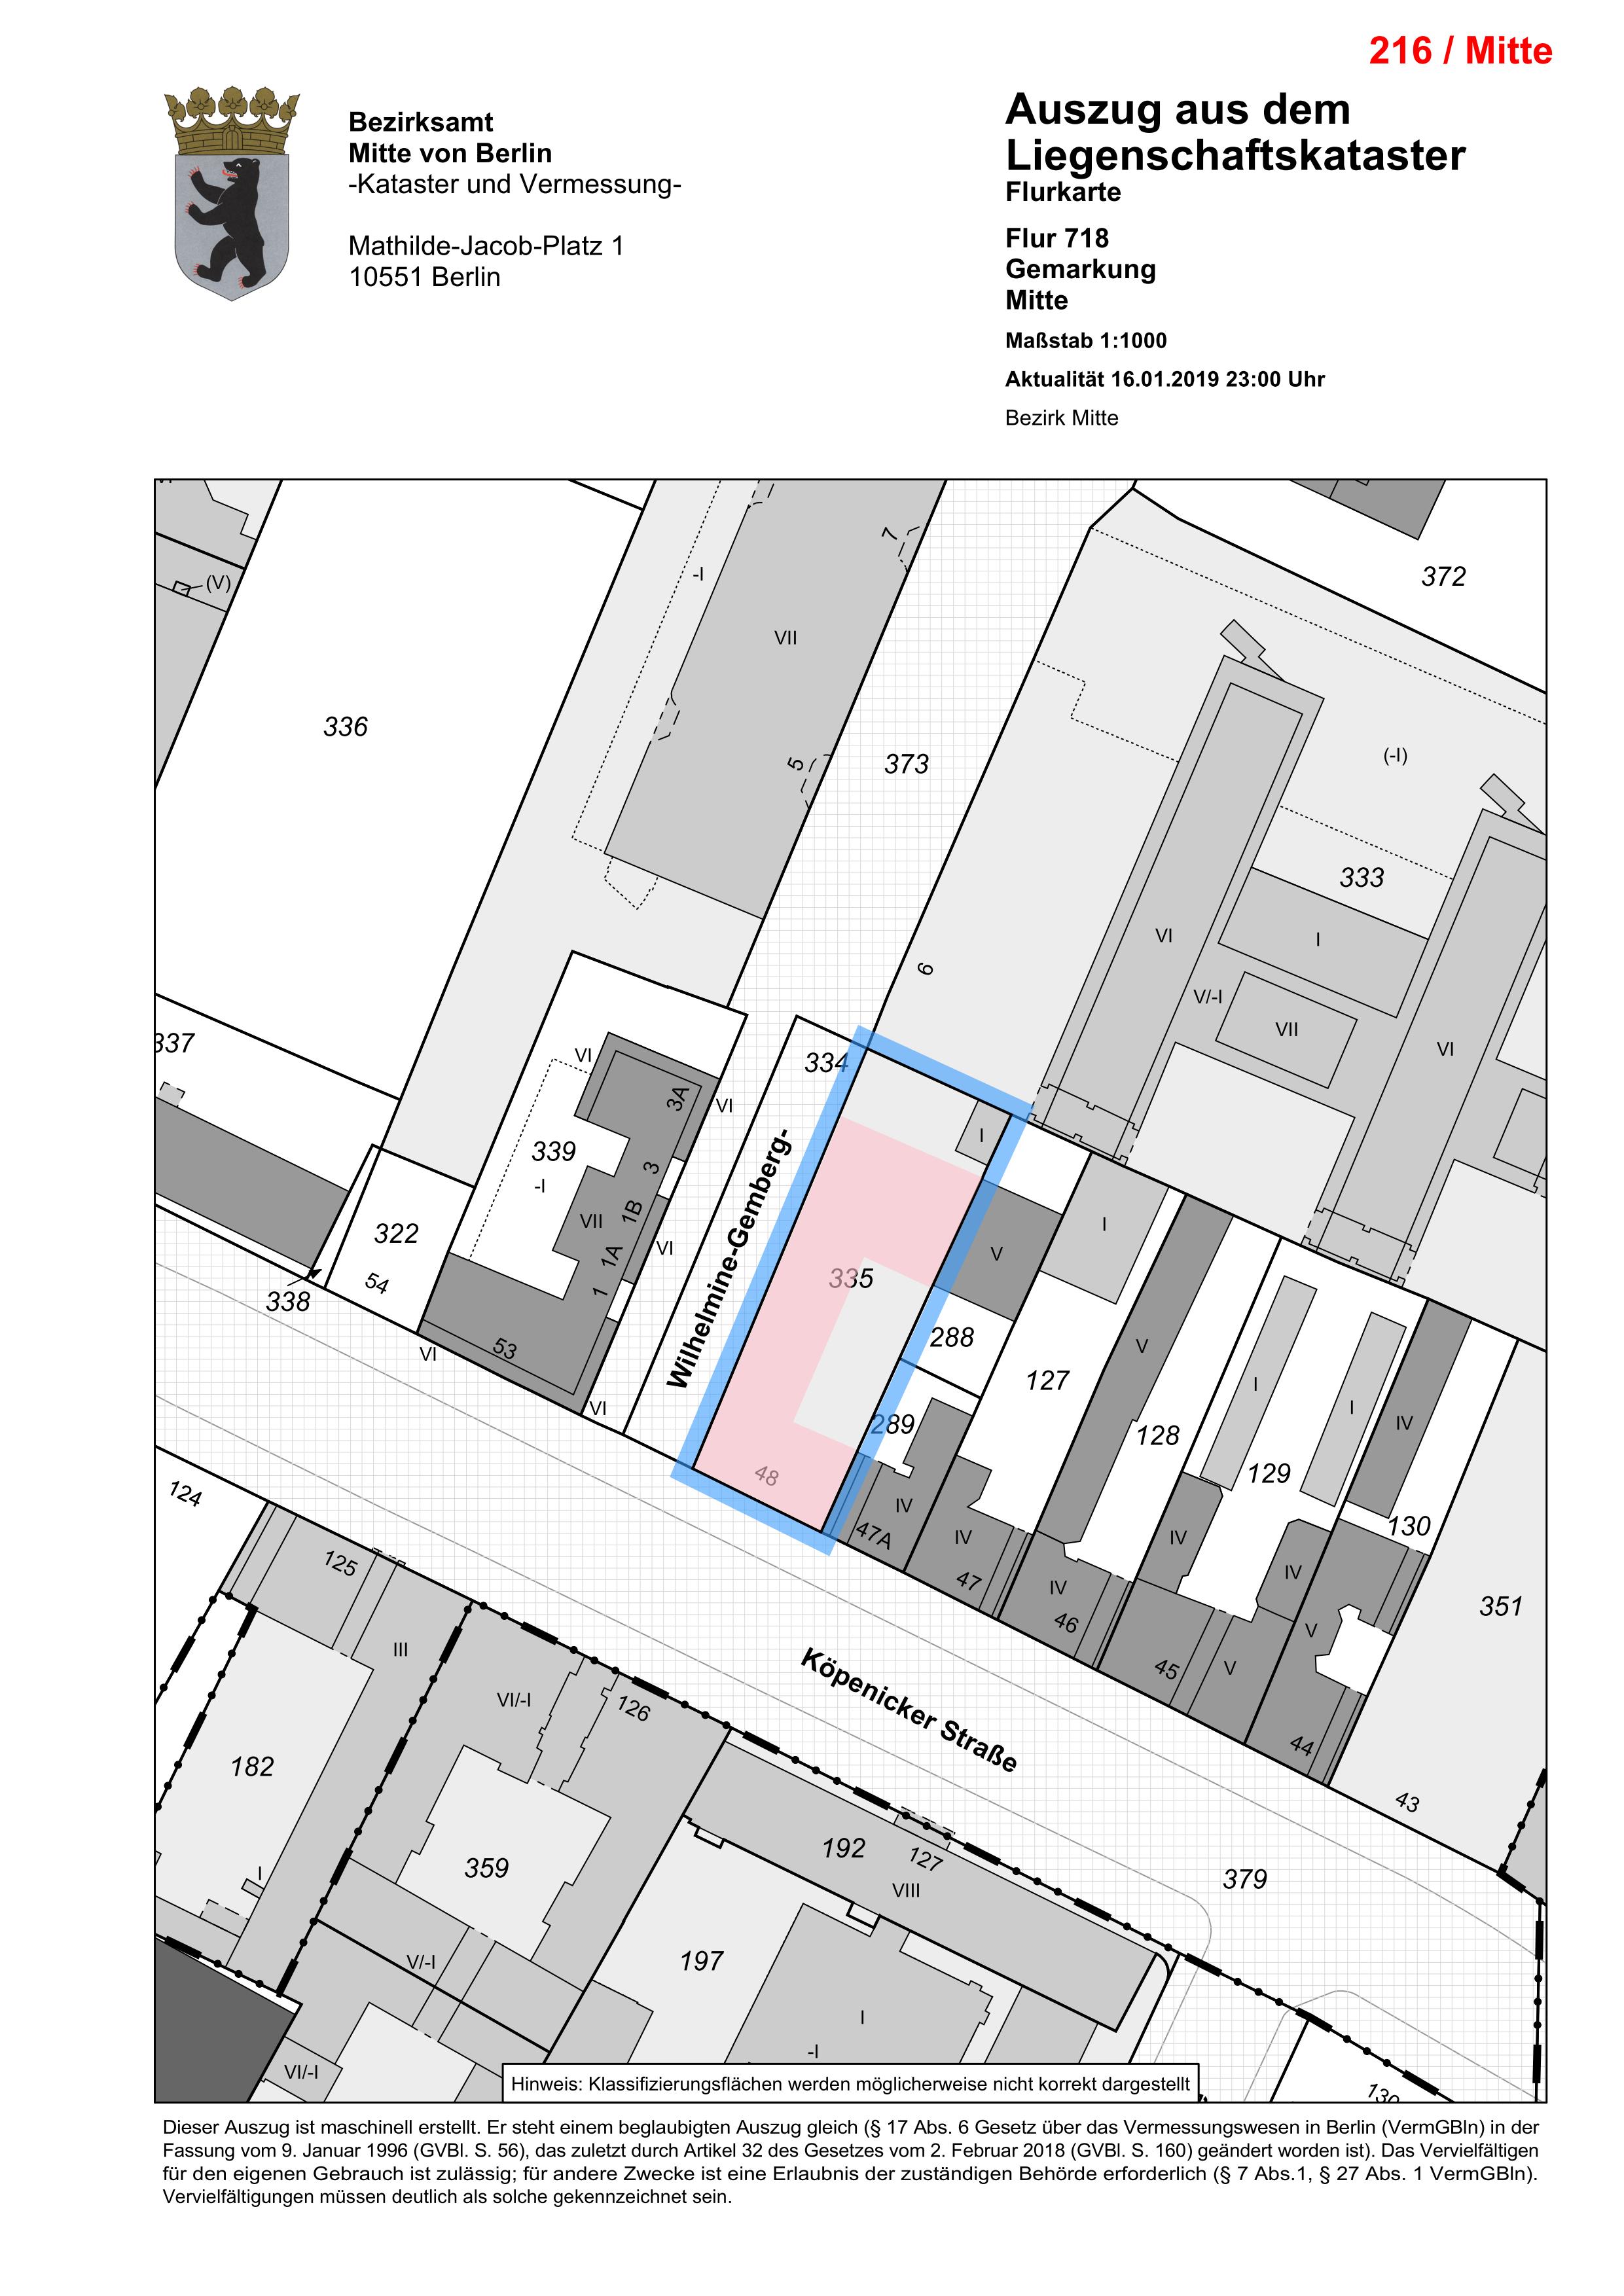 216 / Mitte
Bezirksamt
Mitte von Berlin
-Kataster und Vermessung-
Mathilde-Jacob-Platz 1
10551 Berlin
Auszug aus dem
Liegenschaftskataster
Flurkarte
Flur 718
Gemarkung
Mitte
Maßstab 1:1000
Aktualität 16.01.2019 23:00 Uhr
Bezirk Mitte
(V)
-I
7
VII
372
336
5
373
(-I)
333
VI
I
6
V/-I
VII
VI
337
VI
334
3A
VI
I
339
-I
3
VII
1B
1A
VI
1
322
54
338
53
VI
VI
Wilhelmine-Gemberg-
335
48
I
V
288
127
V
289
128
I
I
IV
129
IV
47A
IV
47
IV
46
IV
IV
130
V
45
V
44
351
43
124
125
III
VI/-I
126
Köpenicker Straße
182
I
359
192
127
VIII
379
V/-I
197
I
-I
VI/-I
130
Hinweis: Klassifizierungsflächen werden möglicherweise nicht korrekt dargestellt
Dieser Auszug ist maschinell erstellt. Er steht einem beglaubigten Auszug gleich (§ 17 Abs. 6 Gesetz über das Vermessungswesen in Berlin (VermGBln) in der
Fassung vom 9. Januar 1996 (GVBl. S. 56), das zuletzt durch Artikel 32 des Gesetzes vom 2. Februar 2018 (GVBl. S. 160) geändert worden ist). Das Vervielfältigen
für den eigenen Gebrauch ist zulässig; für andere Zwecke ist eine Erlaubnis der zuständigen Behörde erforderlich (§ 7 Abs.1, § 27 Abs. 1 VermGBln).
Vervielfältigungen müssen deutlich als solche gekennzeichnet sein.